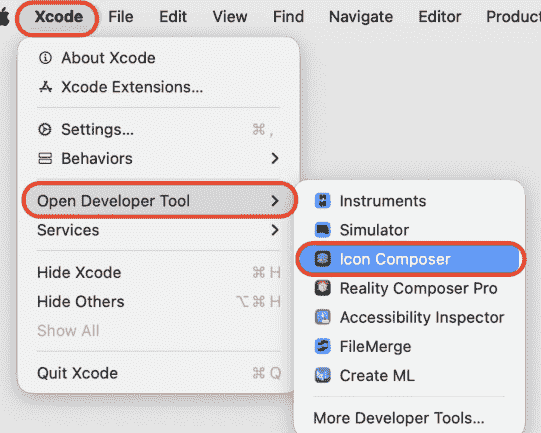 Xcode File Edit View Find Navigate Editor Product
About Xcode
Xcode Extensions...
Settings... ⌘ ,
Behaviors
Open Developer Tool
Services
Hide Xcode ⌘ H
Hide Others ⌥ ⌘ H
Show All
Quit Xcode ⌘ Q
Instruments
Simulator
Icon Composer
Reality Composer Pro
Accessibility Inspector
FileMerge
Create ML
More Developer Tools...